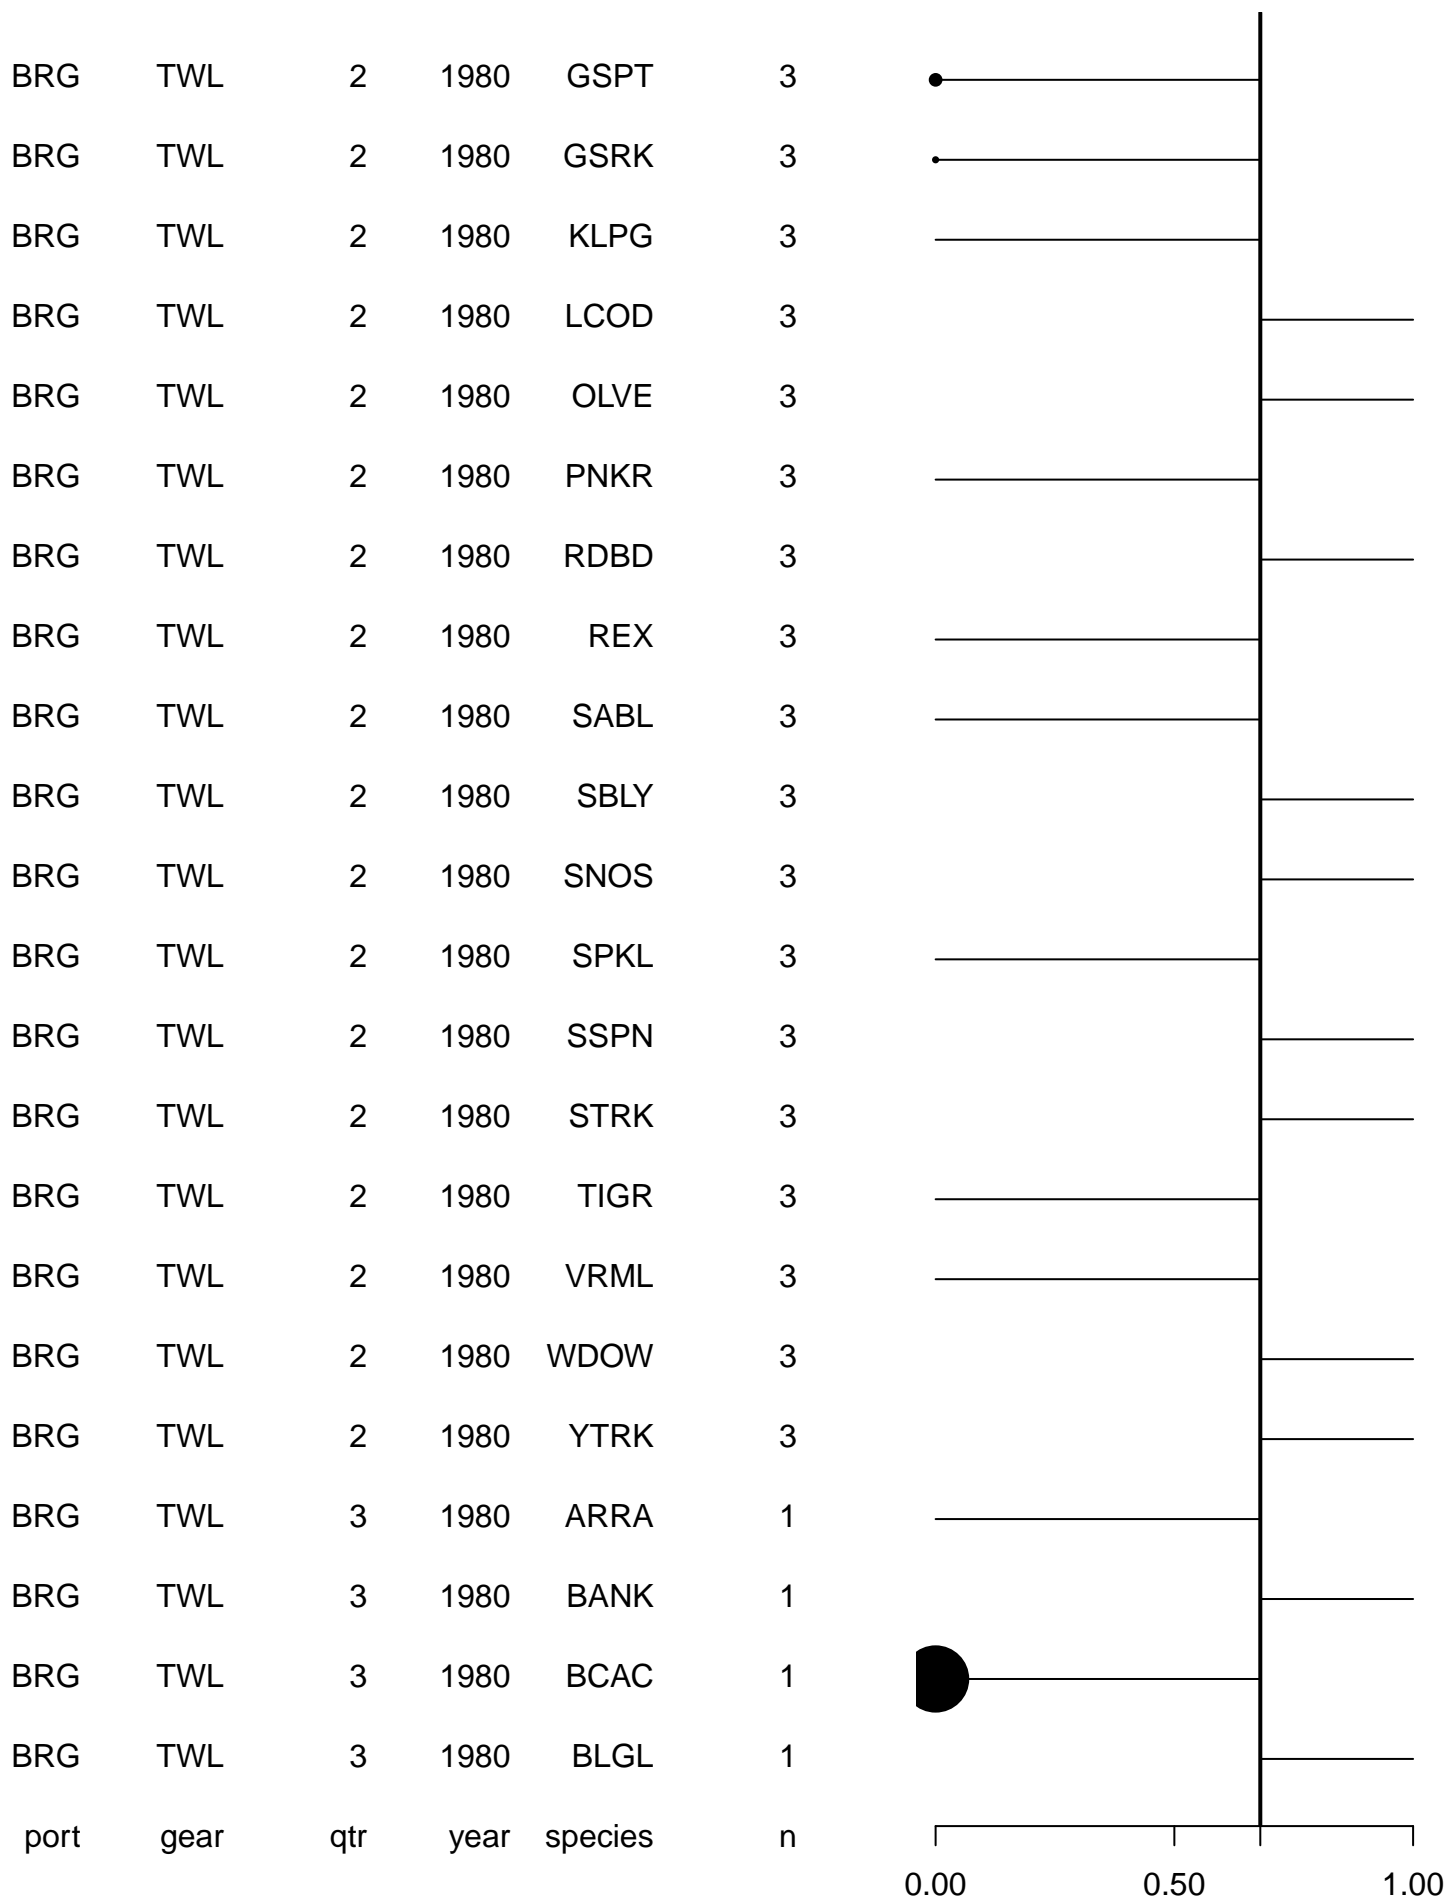 BRG TWL 2 1980 GSPT 3
BRG TWL 2 1980 GSRK 3
BRG TWL 2 1980 KLPG 3
BRG TWL 2 1980 LCOD 3
BRG TWL 2 1980 OLVE 3
BRG TWL 2 1980 PNKR 3
BRG TWL 2 1980 RDBD 3
BRG TWL 2 1980 REX 3
BRG TWL 2 1980 SABL 3
BRG TWL 2 1980 SBLY 3
BRG TWL 2 1980 SNOS 3
BRG TWL 2 1980 SPKL 3
BRG TWL 2 1980 SSPN 3
BRG TWL 2 1980 STRK 3
BRG TWL 2 1980 TIGR 3
BRG TWL 2 1980 VRML 3
BRG TWL 2 1980 WDOW 3
BRG TWL 2 1980 YTRK 3
BRG TWL 3 1980 ARRA 1
BRG TWL 3 1980 BANK 1
BRG TWL 3 1980 BCAC 1
BRG TWL 3 1980 BLGL 1
port gear qtr year species n
0.00 0.50 1.00